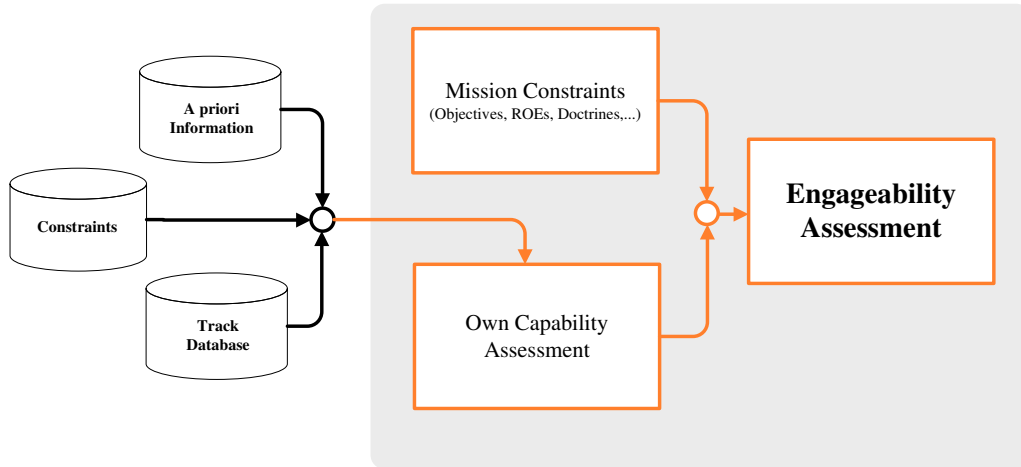 A priori
Information
Constraints
Track
Database
Mission Constraints
(Objectives, ROEs, Doctrines,...)
Own Capability
Assessment
Engageability
Assessment